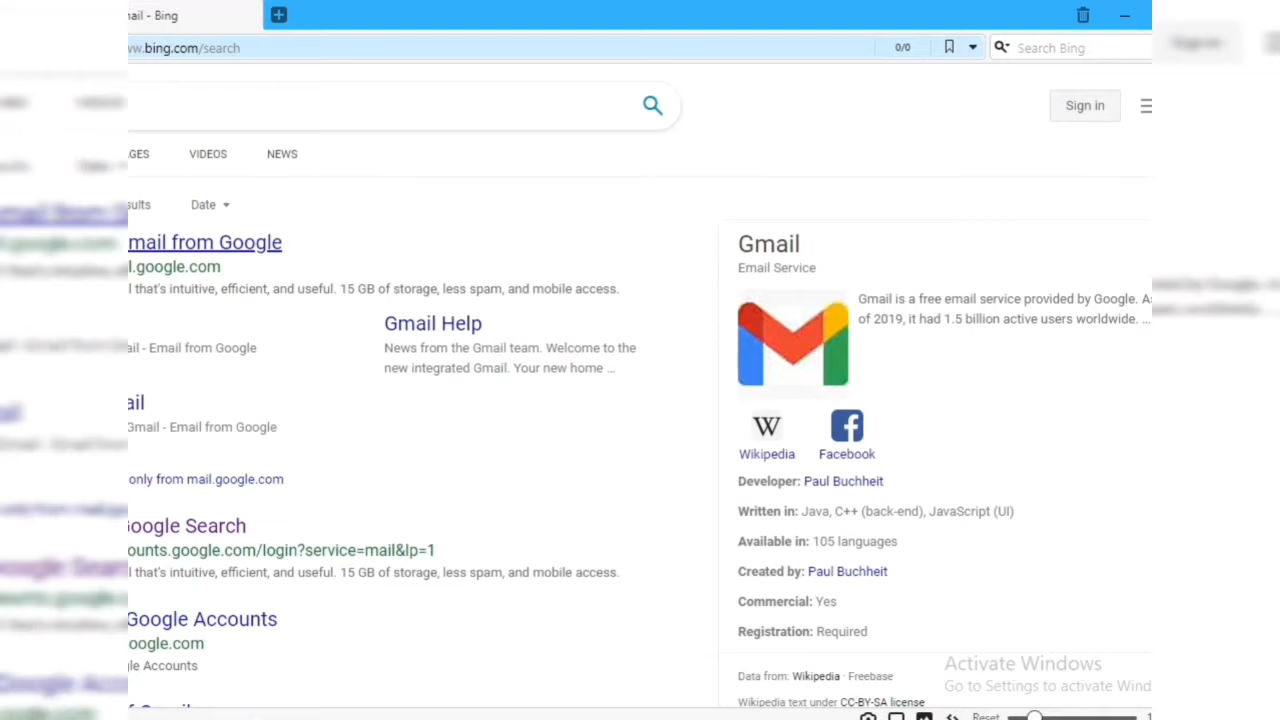 ail - Bing
w.bing.com/search
0/0
Search Bing
Sign in
GES
VIDEOS
NEWS
ults
Date
mail from Google
l.google.com
l that's intuitive, efficient, and useful. 15 GB of storage, less spam, and mobile access.
Gmail Help
ail - Email from Google
News from the Gmail team. Welcome to the
new integrated Gmail. Your new home ...
ail
Gmail - Email from Google
only from mail.google.com
Google Search
ounts.google.com/login?service=mail&lp=1
l that's intuitive, efficient, and useful. 15 GB of storage, less spam, and mobile access.
Google Accounts
oogle.com
le Accounts
Gmail
Email Service
Gmail is a free email service provided by Google. As
of 2019, it had 1.5 billion active users worldwide. ...
W
f
Wikipedia
Facebook
Developer: Paul Buchheit
Written in: Java, C++ (back-end), JavaScript (UI)
Available in: 105 languages
Created by: Paul Buchheit
Commercial: Yes
Registration: Required
Data from: Wikipedia · Freebase
Wikipedia text under CC-BY-SA license
Activate Windows
Go to Settings to activate Wind
Reset